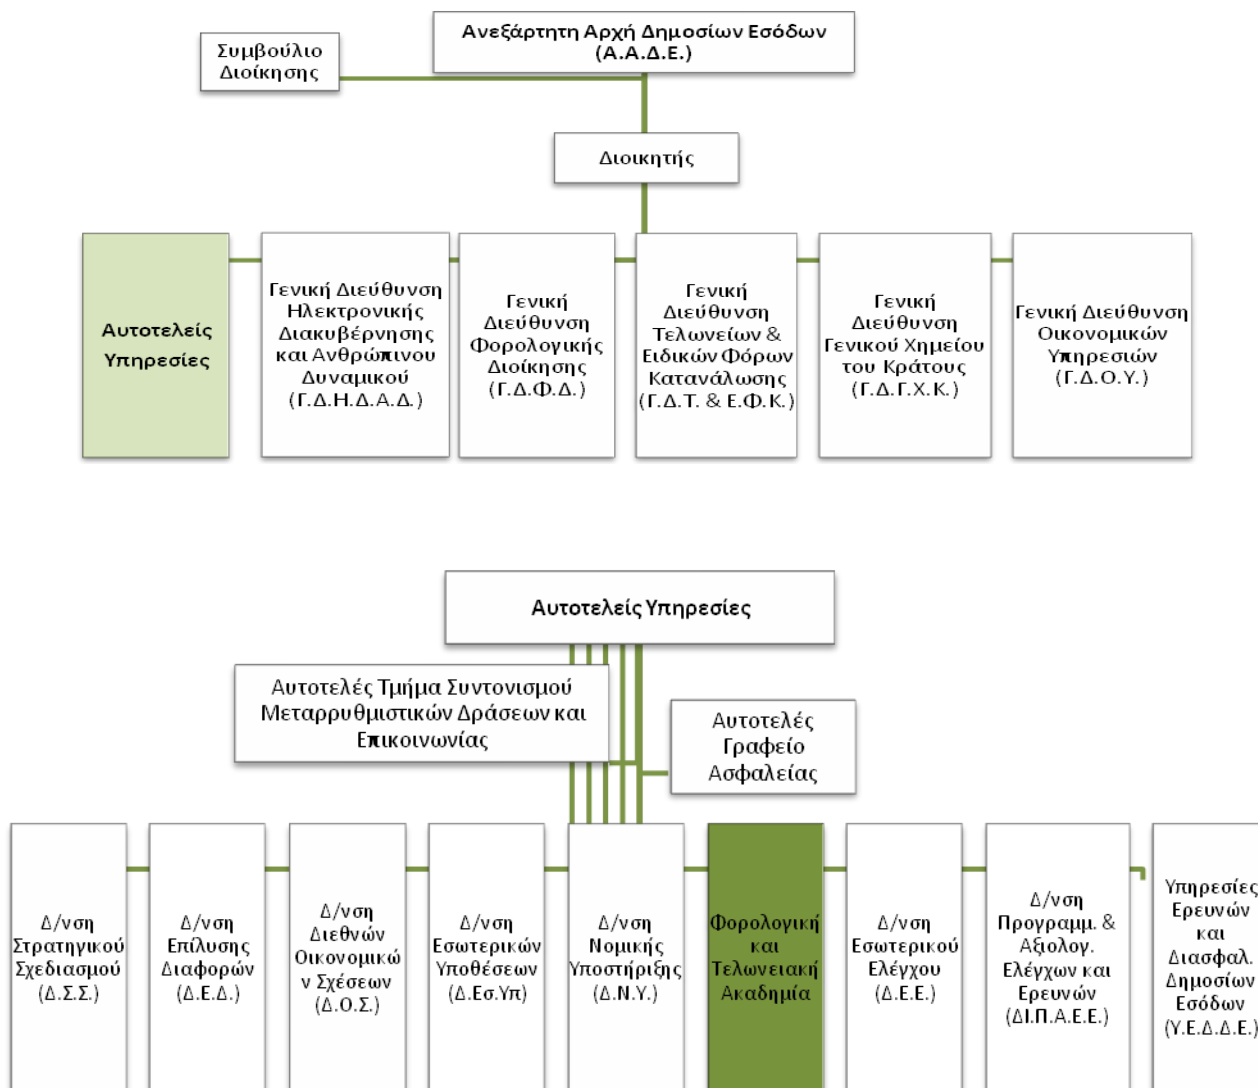 Ανεξάρτητη Αρχή Δημοσίων Εσόδων
(Α.Α.Δ.Ε.)
Συμβούλιο
Διοίκησης
Διοικητής
Αυτοτελείς
Υπηρεσίες
Γενική Διεύθυνση
Ηλεκτρονικής
Διακυβέρνησης
και Ανθρώπινου
Δυναμικού
(Γ.Δ.Η.Δ.Α.Δ.)
Γενική
Διεύθυνση
Φορολογικής
Διοίκησης
(Γ.Δ.Φ.Δ.)
Γενική
Διεύθυνση
Τελωνείων &
Ειδικών Φόρων
Κατανάλωσης
(Γ.Δ.Τ. & Ε.Φ.Κ.)
Γενική
Διεύθυνση
Γενικού Χημείου
του Κράτους
(Γ.Δ.Γ.Χ.Κ.)
Γενική Διεύθυνση
Οικονομικών
Υπηρεσιών
(Γ.Δ.Ο.Υ.)
Αυτοτελείς Υπηρεσίες
Αυτοτελές Τμήμα Συντονισμού
Μεταρρυθμιστικών Δράσεων και
Επικοινωνίας
Αυτοτελές
Γραφείο
Ασφαλείας
Δ/νση
Στρατηγικού
Σχεδιασμού
(Δ.Σ.Σ.)
Δ/νση
Επίλυσης
Διαφορών
(Δ.Ε.Δ.)
Δ/νση
Διεθνών
Οικονομικώ
ν Σχέσεων
(Δ.Ο.Σ.)
Δ/νση
Εσωτερικών
Υποθέσεων
(Δ.Εσ.Υπ)
Δ/νση
Νομικής
Υποστήριξης
(Δ.Ν.Υ.)
Φορολογική
και
Τελωνειακή
Ακαδημία
Δ/νση
Εσωτερικού
Ελέγχου
(Δ.Ε.Ε.)
Δ/νση
Προγραμμ. &
Αξιολογ.
Ελέγχων και
Ερευνών
(ΔΙ.Π.Α.Ε.Ε.)
Υπηρεσίες
Ερευνών
και
Διασφαλ.
Δημοσίων
Εσόδων
(Υ.Ε.Δ.Δ.Ε.)